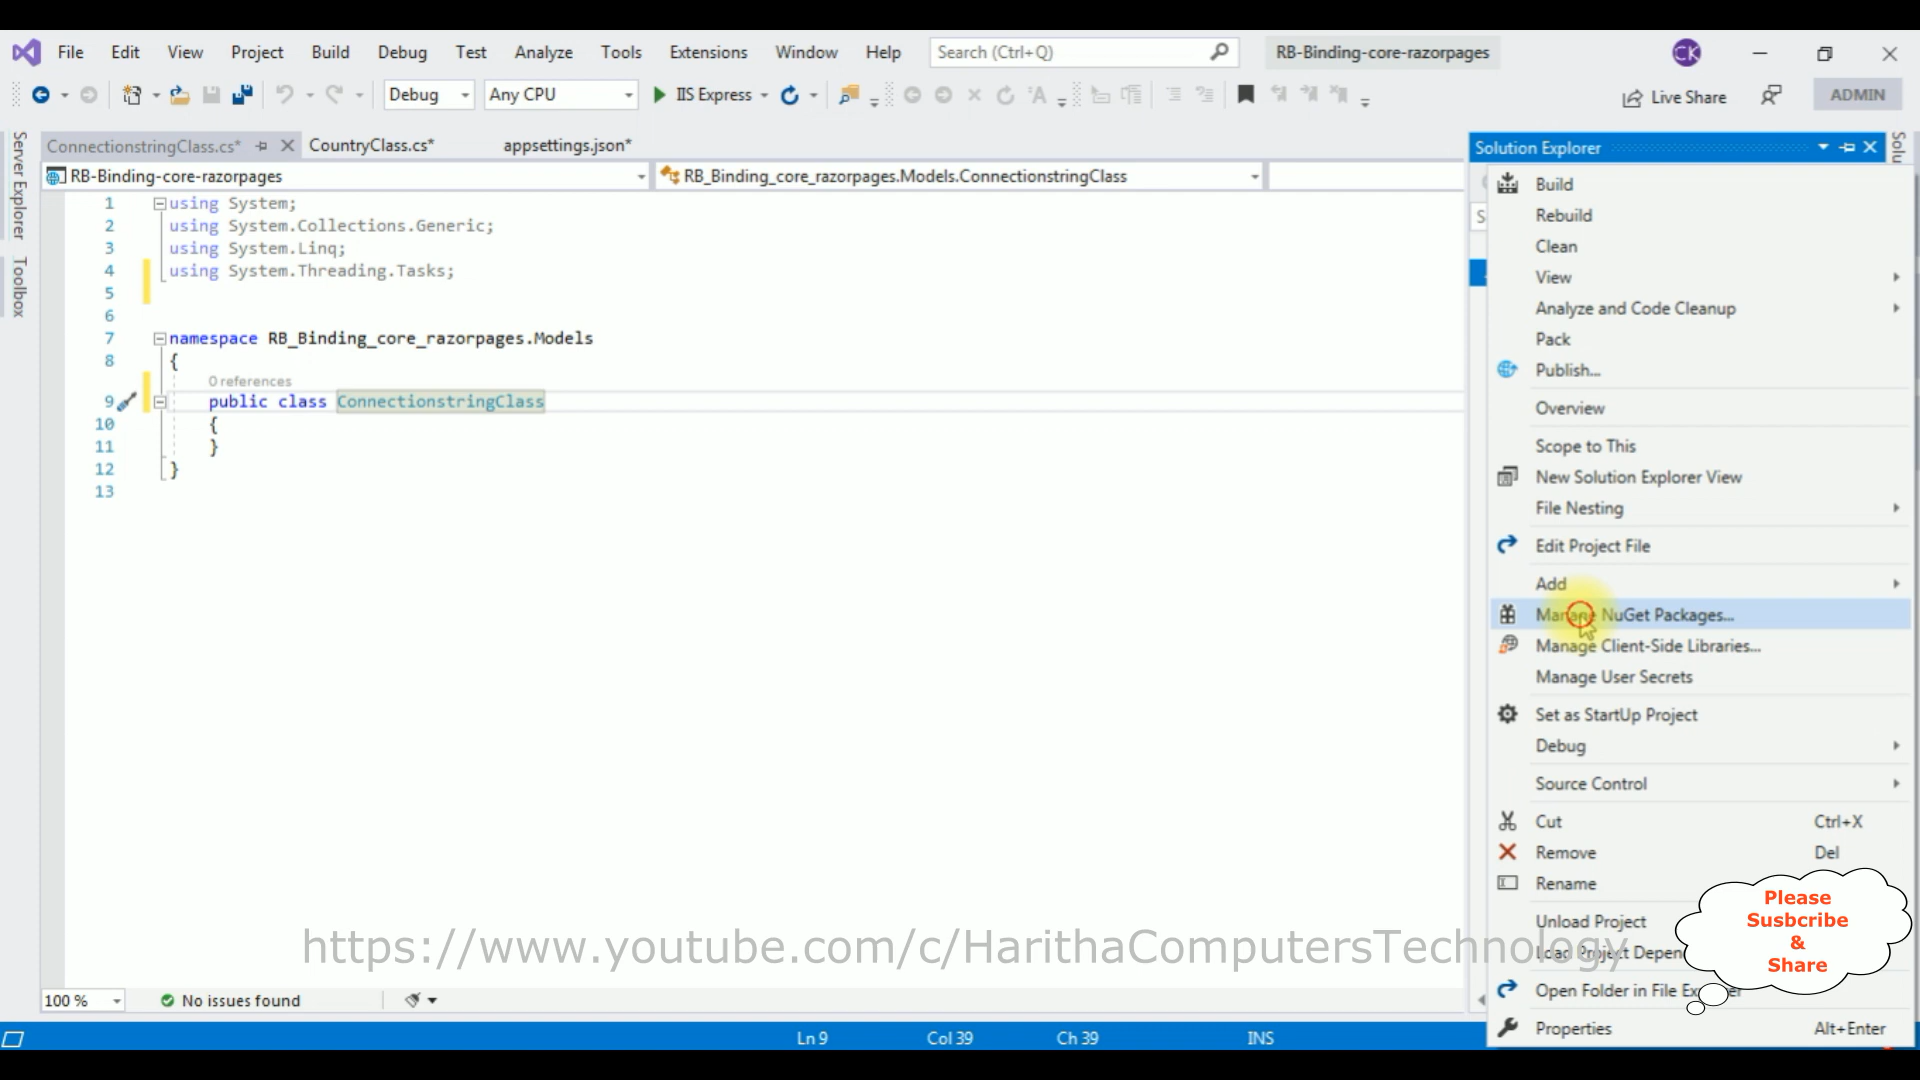 File Edit View Project Build Debug Test Analyze Tools Extensions Window Help Search (Ctrl+Q) RB-Binding-core-razorpages CK
Debug Any CPU IIS Express Live Share ADMIN
Server Explorer
Toolbox
ConnectionstringClass.cs* CountryClass.cs* appsettings.json*
RB-Binding-core-razorpages RB_Binding_core_razorpages.Models.ConnectionstringClass
1 using System;
2 using System.Collections.Generic;
3 using System.Linq;
4 using System.Threading.Tasks;
5
6
7 namespace RB_Binding_core_razorpages.Models
8 {
0 references
9 public class ConnectionstringClass
10 {
11 }
12 }
13
Solution Explorer
Solu
S
Build
Rebuild
Clean
View
Analyze and Code Cleanup
Pack
Publish...
Overview
Scope to This
New Solution Explorer View
File Nesting
Edit Project File
Add
Manage NuGet Packages...
Manage Client-Side Libraries...
Manage User Secrets
Set as StartUp Project
Debug
Source Control
Cut Ctrl+X
Remove Del
Rename
Unload Project
Load Project Depen
Open Folder in File Explorer
Properties Alt+Enter
Please
Susbcribe
&
Share
https://www.youtube.com/c/HarithaComputersTechnology
100 % No issues found
Ln 9 Col 39 Ch 39 INS